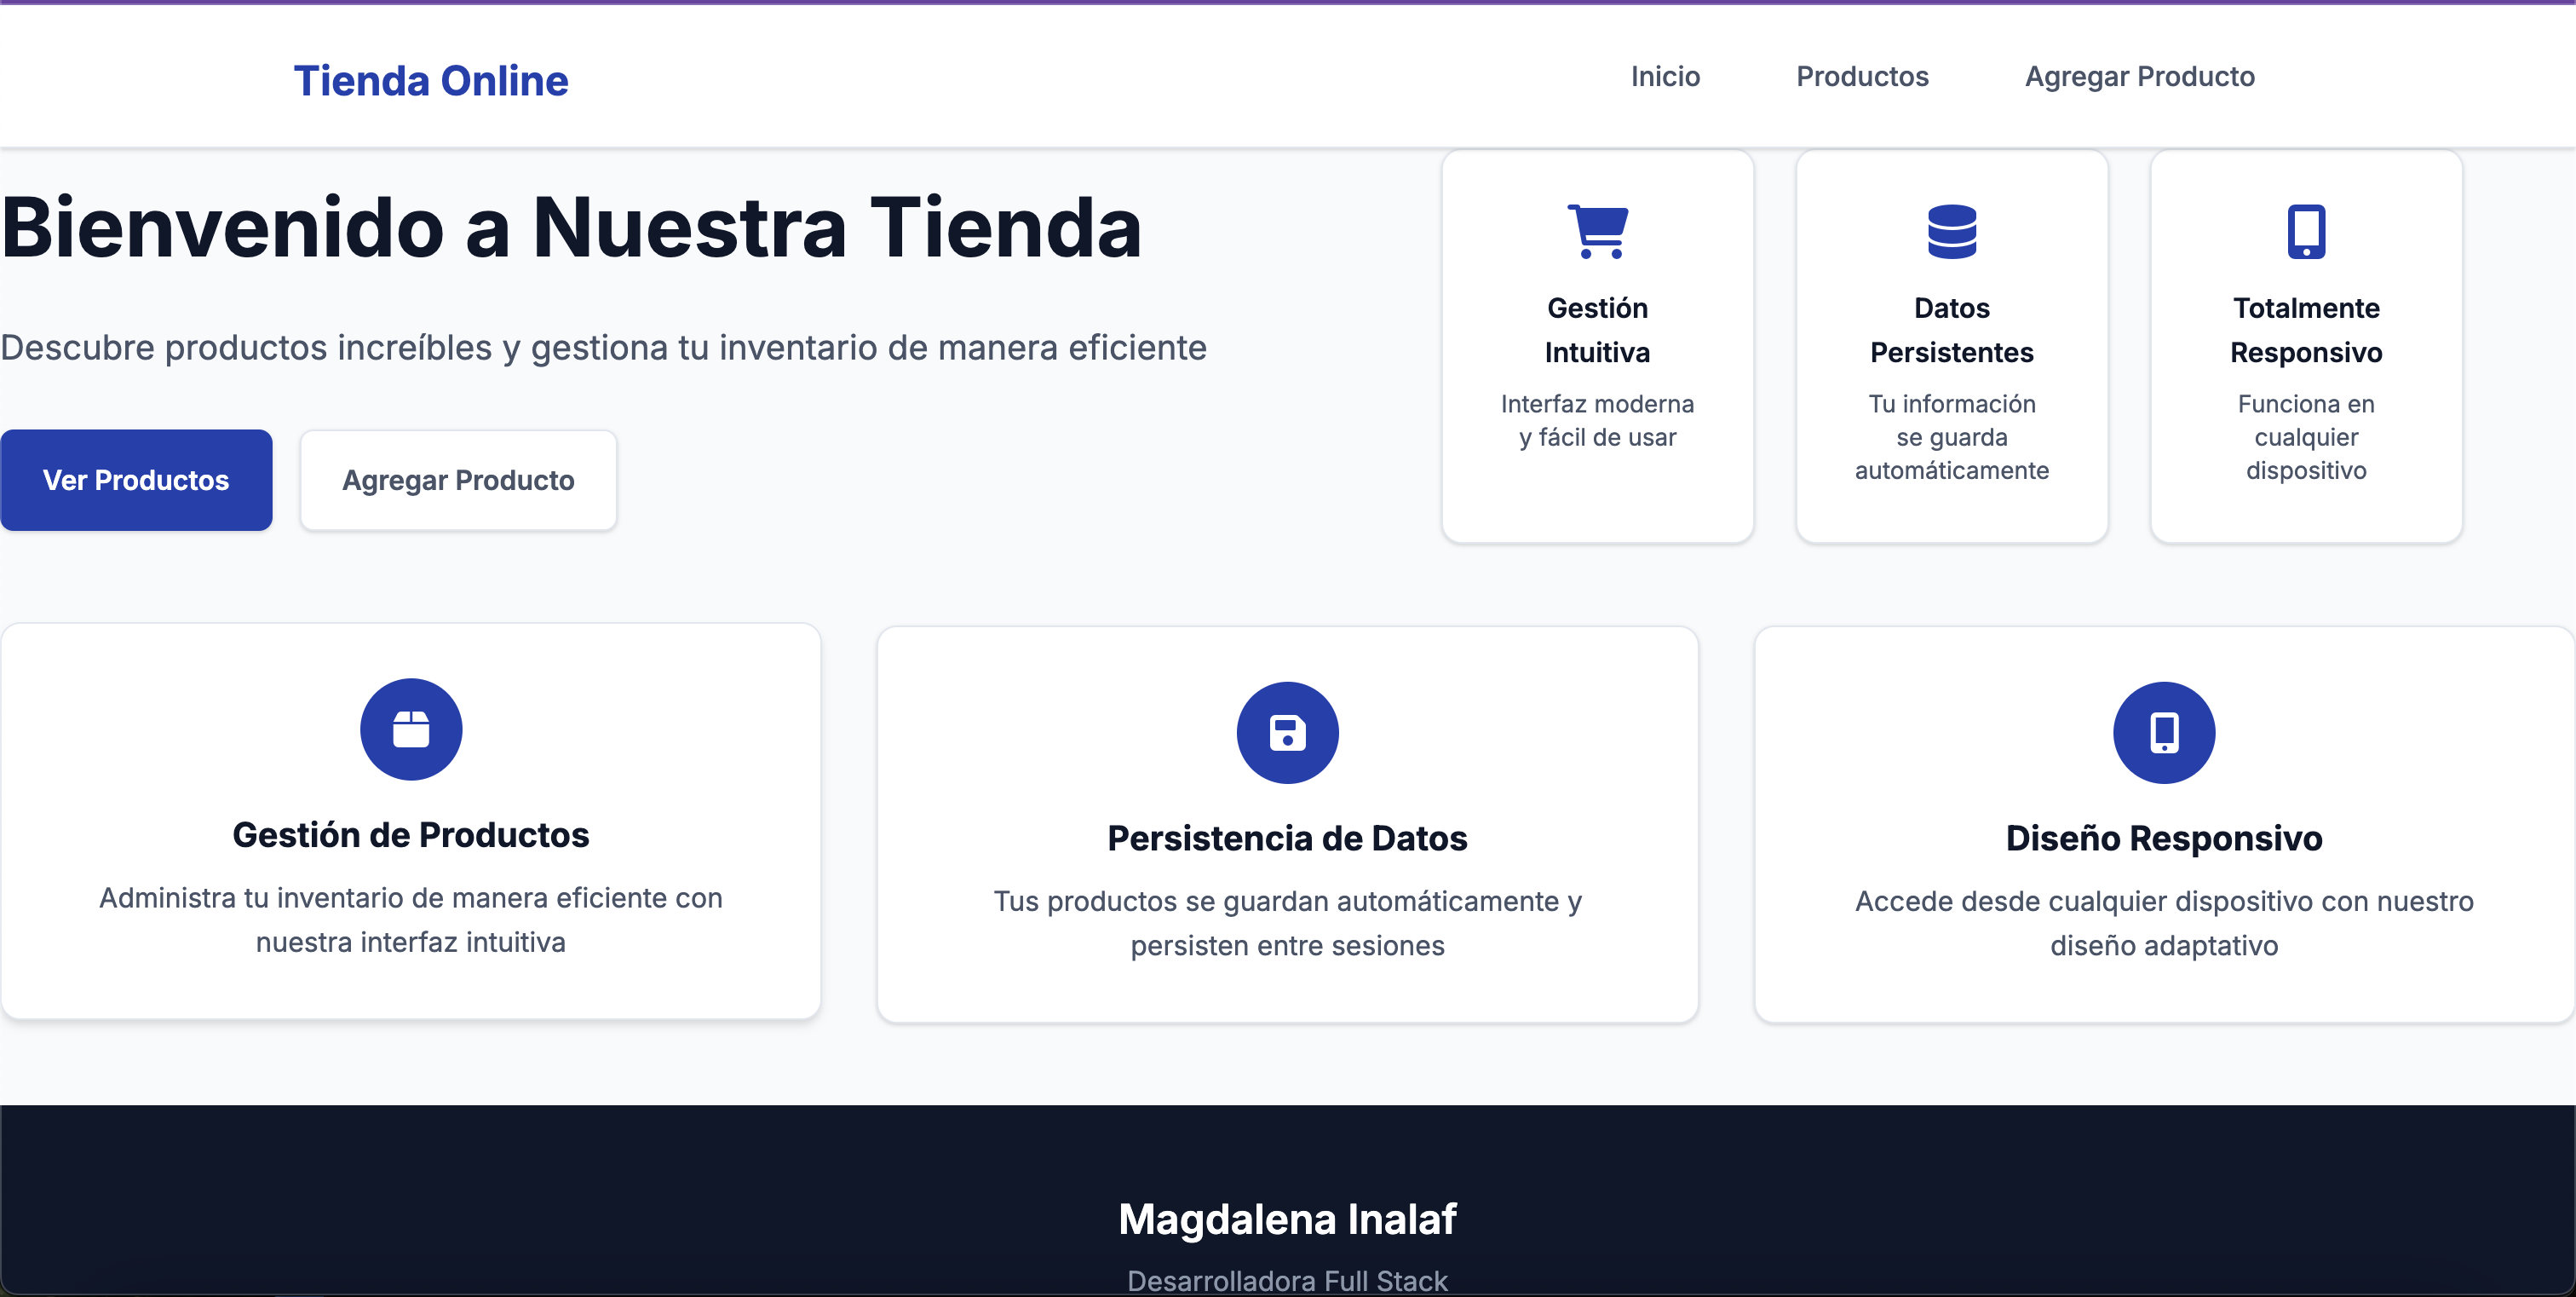 Tienda Online
Inicio
Productos
Agregar Producto
Bienvenido a Nuestra Tienda
Descubre productos increíbles y gestiona tu inventario de manera eficiente
Ver Productos
Agregar Producto
Gestión
Intuitiva
Interfaz moderna
y fácil de usar
Datos
Persistentes
Tu información
se guarda
automáticamente
Totalmente
Responsivo
Funciona en
cualquier
dispositivo
Gestión de Productos
Administra tu inventario de manera eficiente con
nuestra interfaz intuitiva
Persistencia de Datos
Tus productos se guardan automáticamente y
persisten entre sesiones
Diseño Responsivo
Accede desde cualquier dispositivo con nuestro
diseño adaptativo
Magdalena Inalaf
Desarrolladora Full Stack